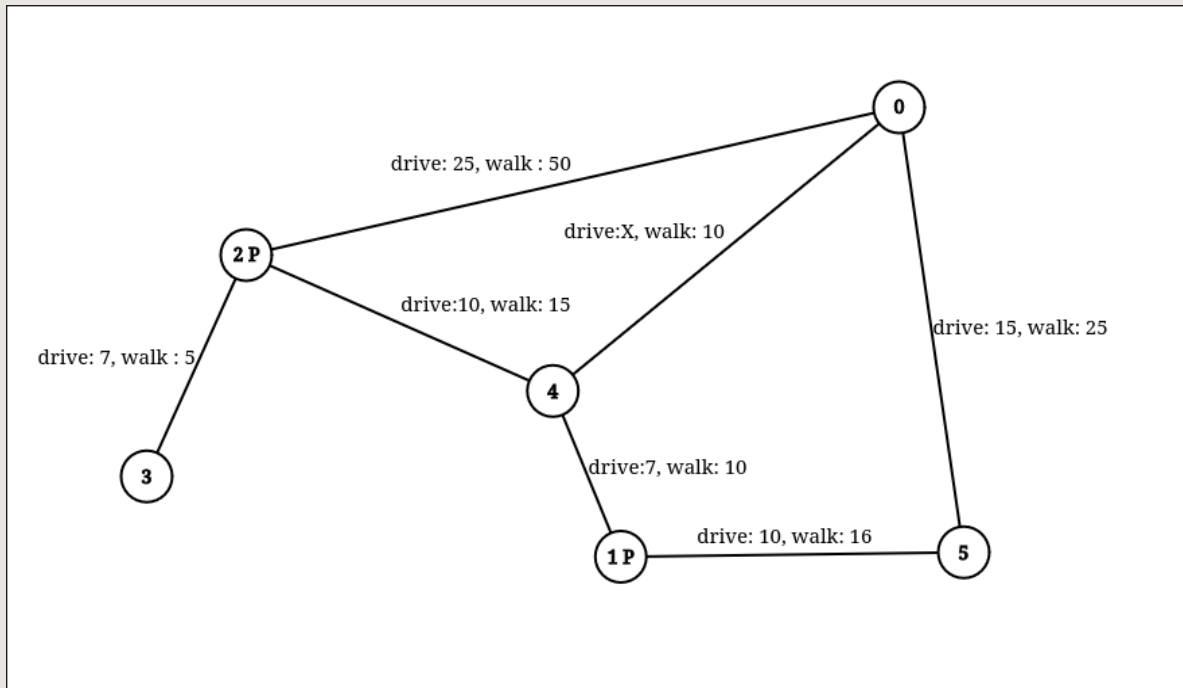 0
drive: 25, walk : 50
drive:X, walk: 10
2 P
drive:10, walk: 15
drive: 15, walk: 25
drive: 7, walk : 5
4
drive:7, walk: 10
3
drive: 10, walk: 16
1 P
5